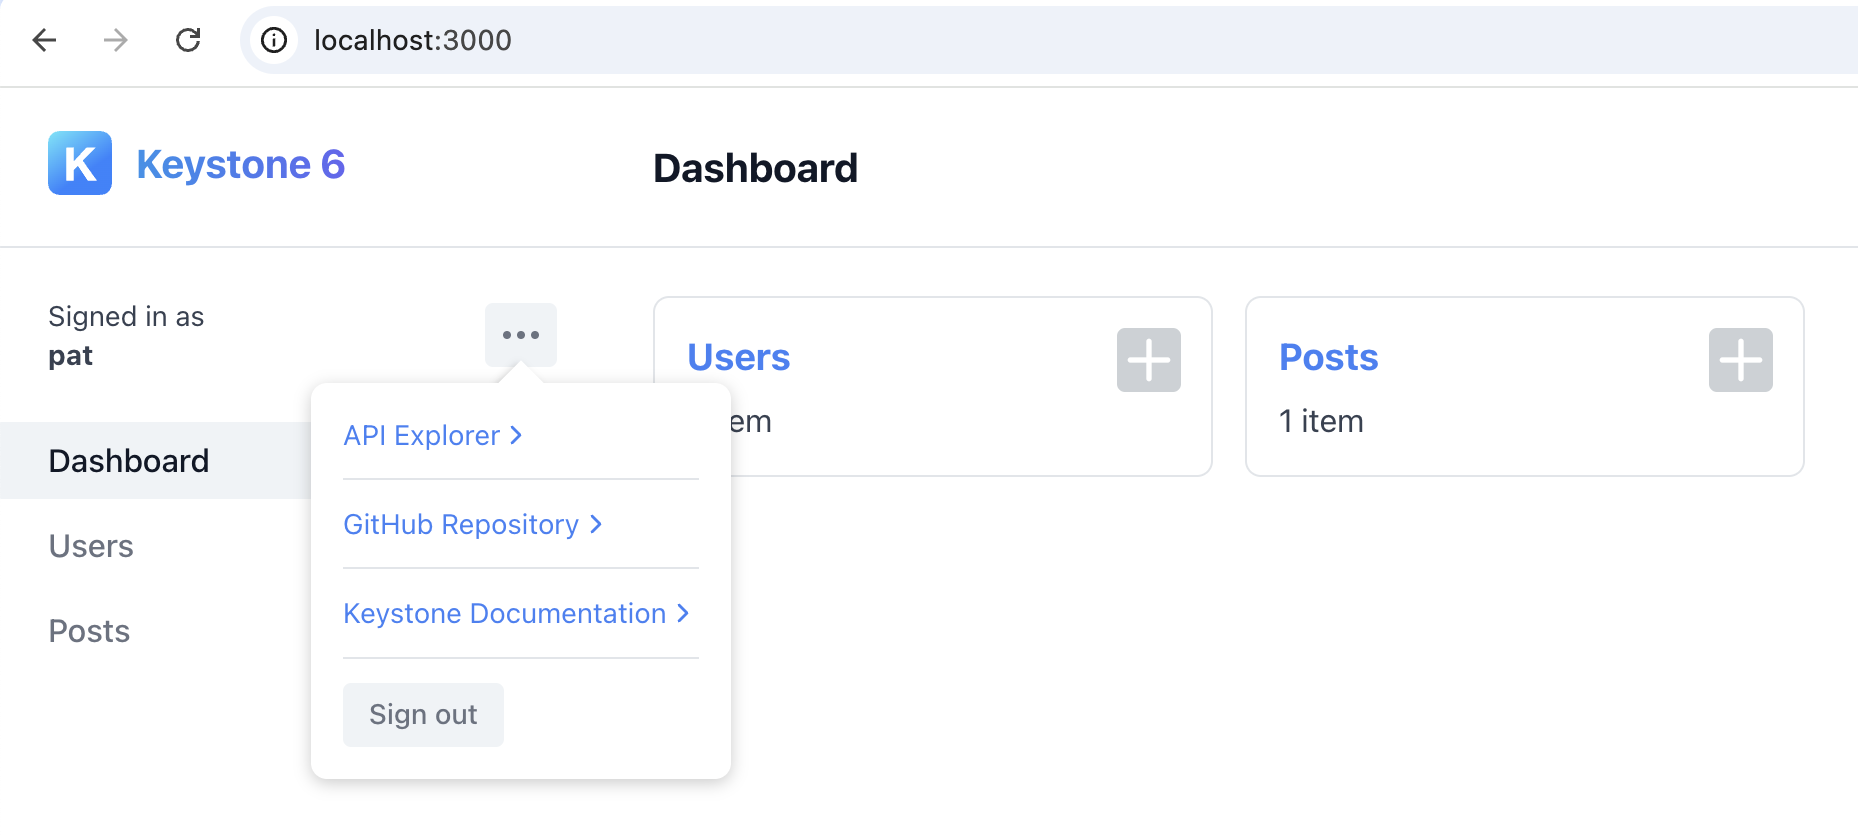 localhost:3000
K Keystone 6
Dashboard
Signed in as
pat
Dashboard
Users
Posts
API Explorer
GitHub Repository
Keystone Documentation
Sign out
Users
Posts
1 item